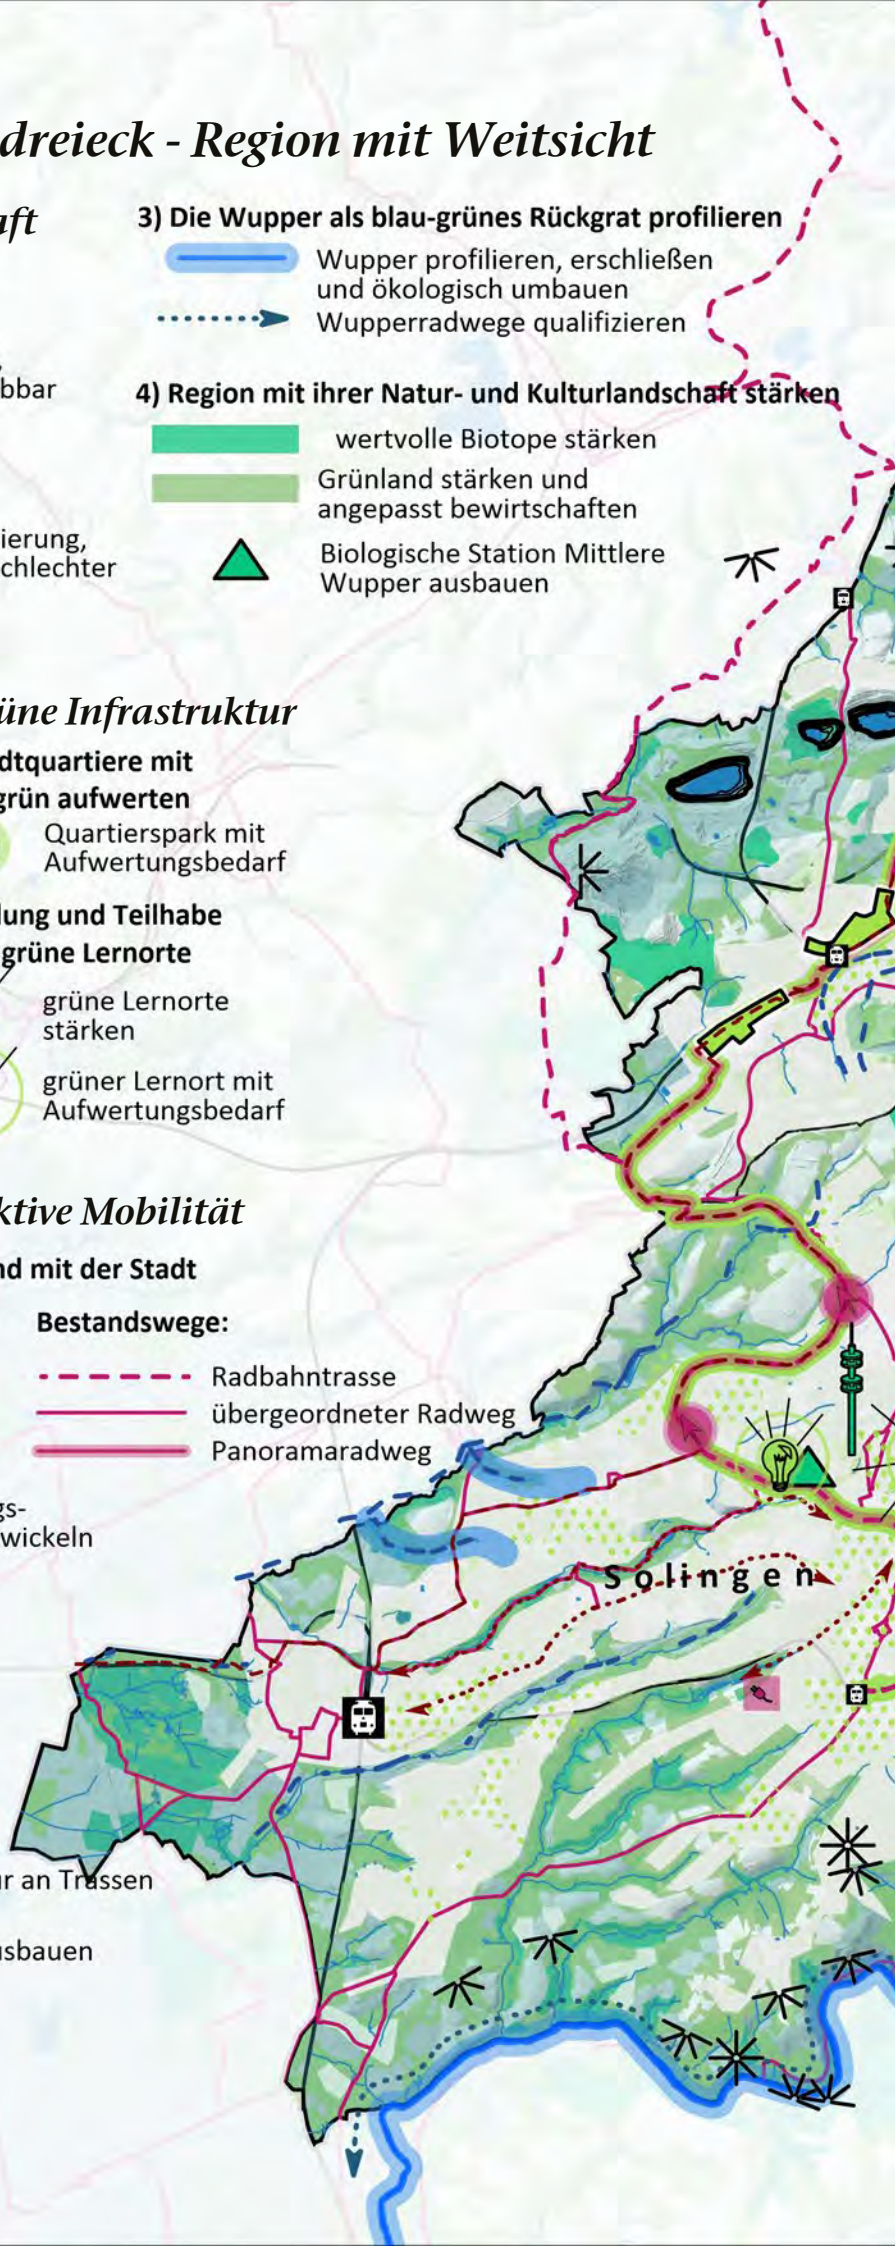 dreieck - Region mit Weitsicht
aft
3) Die Wupper als blau-grünes Rückgrat profilieren
Wupper profilieren, erschließen
und ökologisch umbauen
Wupperradwege qualifizieren
bbar
4) Region mit ihrer Natur- und Kulturlandschaft stärken
wertvolle Biotope stärken
Grünland stärken und
angepasst bewirtschaften
ierung,
chlechter
Biologische Station Mittlere
Wupper ausbauen
üne Infrastruktur
dtquartiere mit
grün aufwerten
Quartierspark mit
Aufwertungsbedarf
lung und Teilhabe
grüne Lernorte
grüne Lernorte
stärken
grüner Lernort mit
Aufwertungsbedarf
ktive Mobilität
nd mit der Stadt
Bestandswege:
Radbahntrasse
übergeordneter Radweg
Panoramaradweg
gs-
wickeln
Solingen
ur an Trassen
usbauen